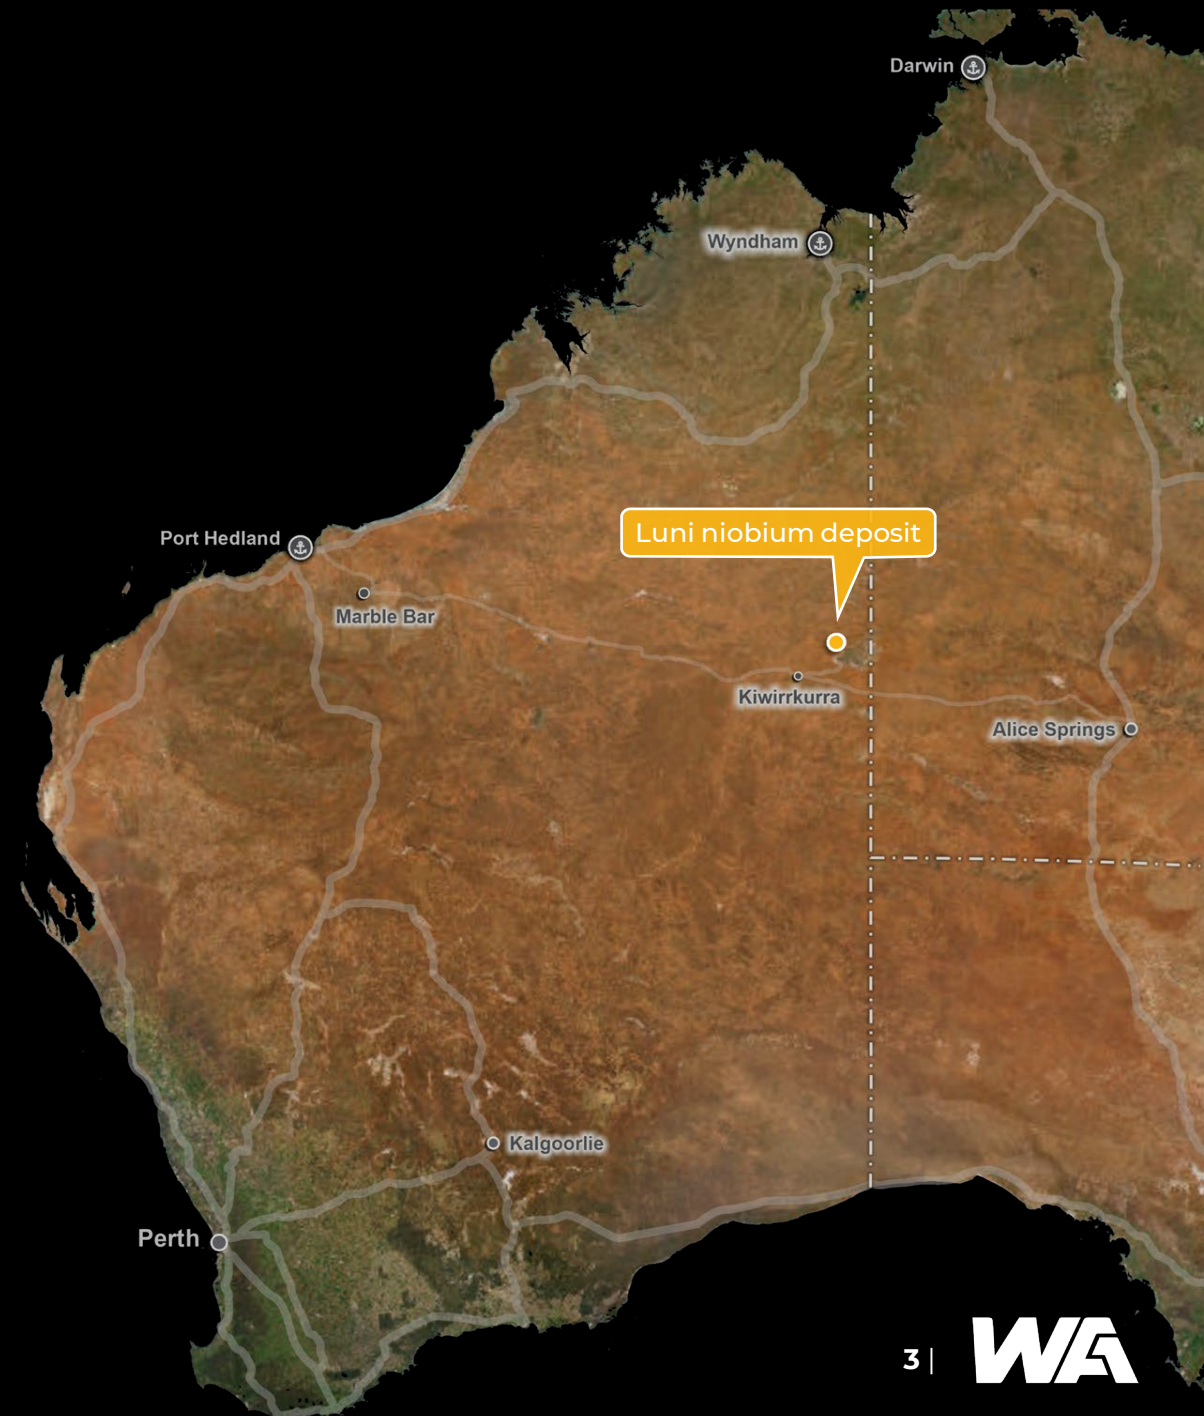 Darwin
Wyndham
Luni niobium deposit
Port Hedland
Marble Bar
Kiwirrkurra
Alice Springs
Kalgoorlie
Perth
3 |
WA